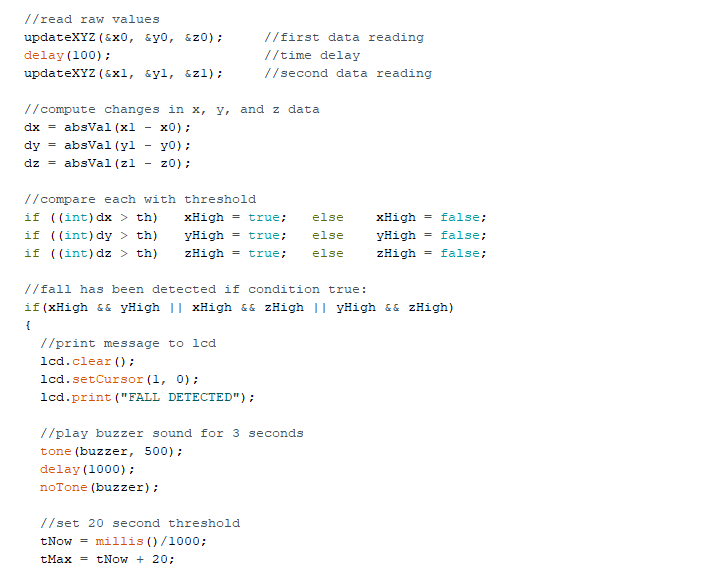 //read raw values
updateXYZ(&x0, &y0, &z0);     //first data reading
delay(100);                   //time delay
updateXYZ(&x1, &y1, &z1);     //second data reading
//compute changes in x, y, and z data
dx = absVal(x1 - x0);
dy = absVal(y1 - y0);
dz = absVal(z1 - z0);
//compare each with threshold
if ((int)dx > th)   xHigh = true;   else    xHigh = false;
if ((int)dy > th)   yHigh = true;   else    yHigh = false;
if ((int)dz > th)   zHigh = true;   else    zHigh = false;
//fall has been detected if condition true:
if(xHigh && yHigh || xHigh && zHigh || yHigh && zHigh)
{
  //print message to lcd
  lcd.clear();
  lcd.setCursor(1, 0);
  lcd.print("FALL DETECTED");
  //play buzzer sound for 3 seconds
  tone(buzzer, 500);
  delay(1000);
  noTone(buzzer);
  //set 20 second threshold
  tNow = millis()/1000;
  tMax = tNow + 20;